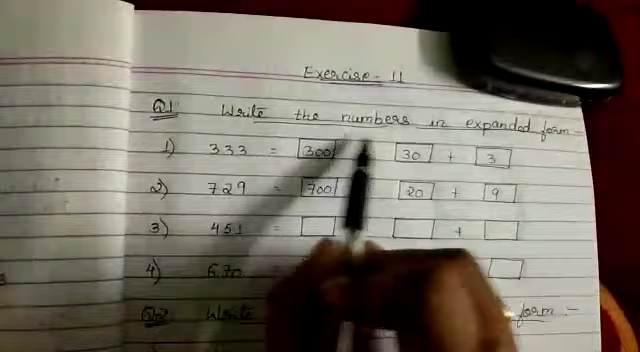 Exercise - 11
Q1 Write the numbers in expanded form -
1) 333 = 300 30 + 3
2) 729 = 700 20 + 9
3) 451 = +
4) 670
Q2 Write form :-